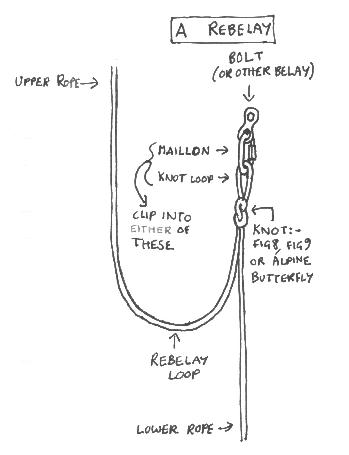 A REBELAY
BOLT
(OR OTHER BELAY)
UPPER ROPE
MAILLON
KNOT LOOP
CLIP INTO
EITHER OF
THESE
KNOT:-
FIG8, FIG9
OR ALPINE
BUTTERFLY
REBELAY
LOOP
LOWER ROPE